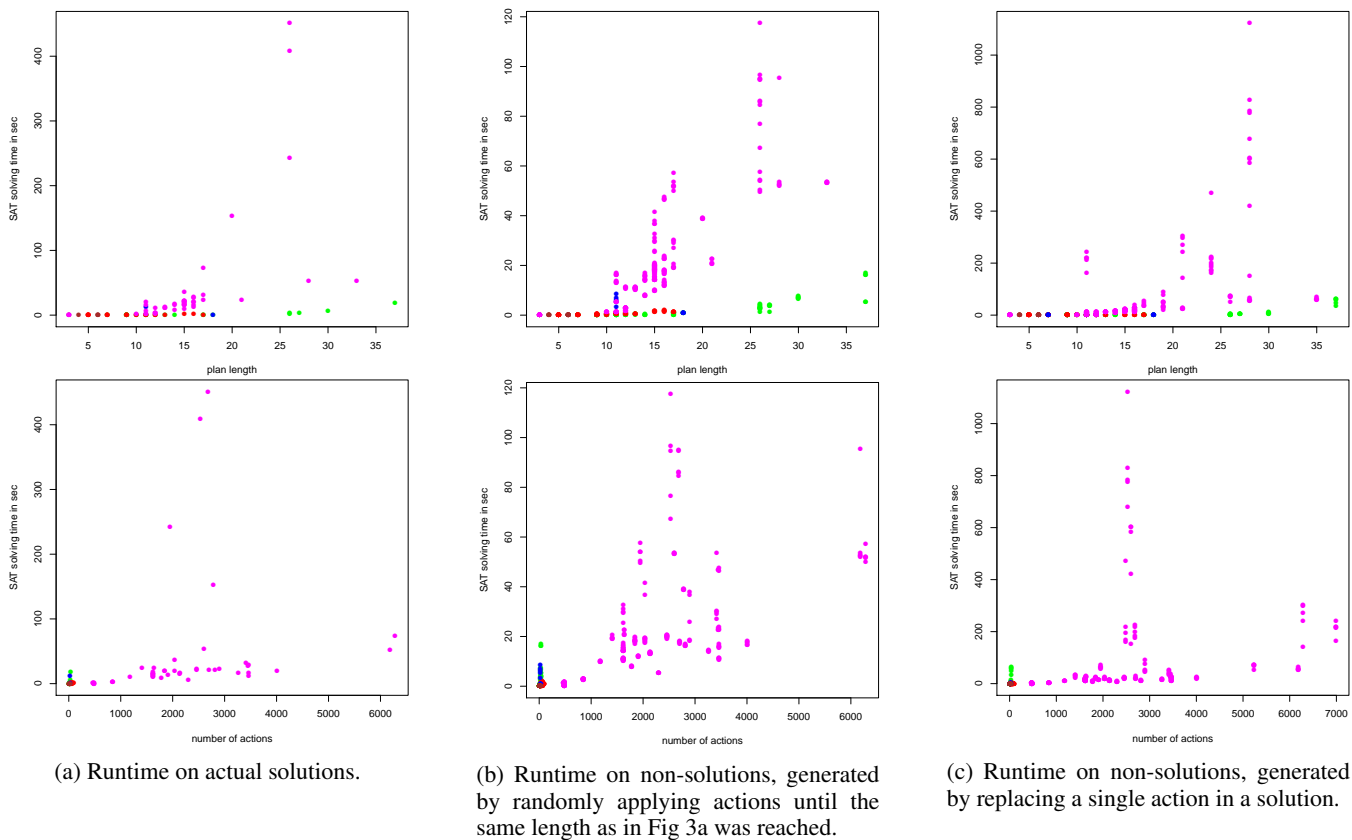 SAT solving time in sec
0
100
200
300
400
5 10 15 20 25 30 35
plan length
SAT solving time in sec
0
20
40
60
80
100
120
5 10 15 20 25 30 35
plan length
SAT solving time in sec
0
200
400
600
800
1000
5 10 15 20 25 30 35
plan length
SAT solving time in sec
0
100
200
300
400
0 1000 2000 3000 4000 5000 6000
number of actions
SAT solving time in sec
0
20
40
60
80
100
120
0 1000 2000 3000 4000 5000 6000
number of actions
SAT solving time in sec
0
200
400
600
800
1000
0 1000 2000 3000 4000 5000 6000 7000
number of actions
(a) Runtime on actual solutions.
(b) Runtime on non-solutions, generated
by randomly applying actions until the
same length as in Fig 3a was reached.
(c) Runtime on non-solutions, generated
by replacing a single action in a solution.